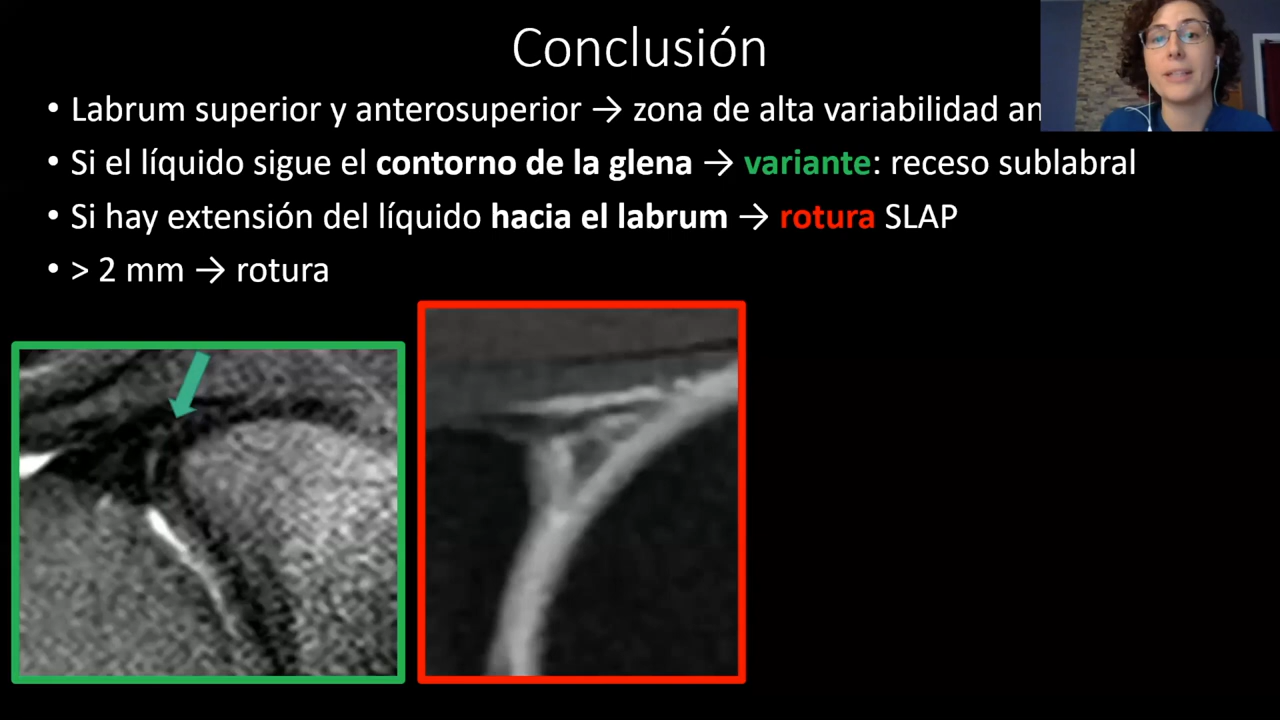 Conclusión
• Labrum superior y anterosuperior → zona de alta variabilidad
• Si el líquido sigue el contorno de la glena → variante: receso sublabral
• Si hay extensión del líquido hacia el labrum → rotura SLAP
• > 2 mm → rotura